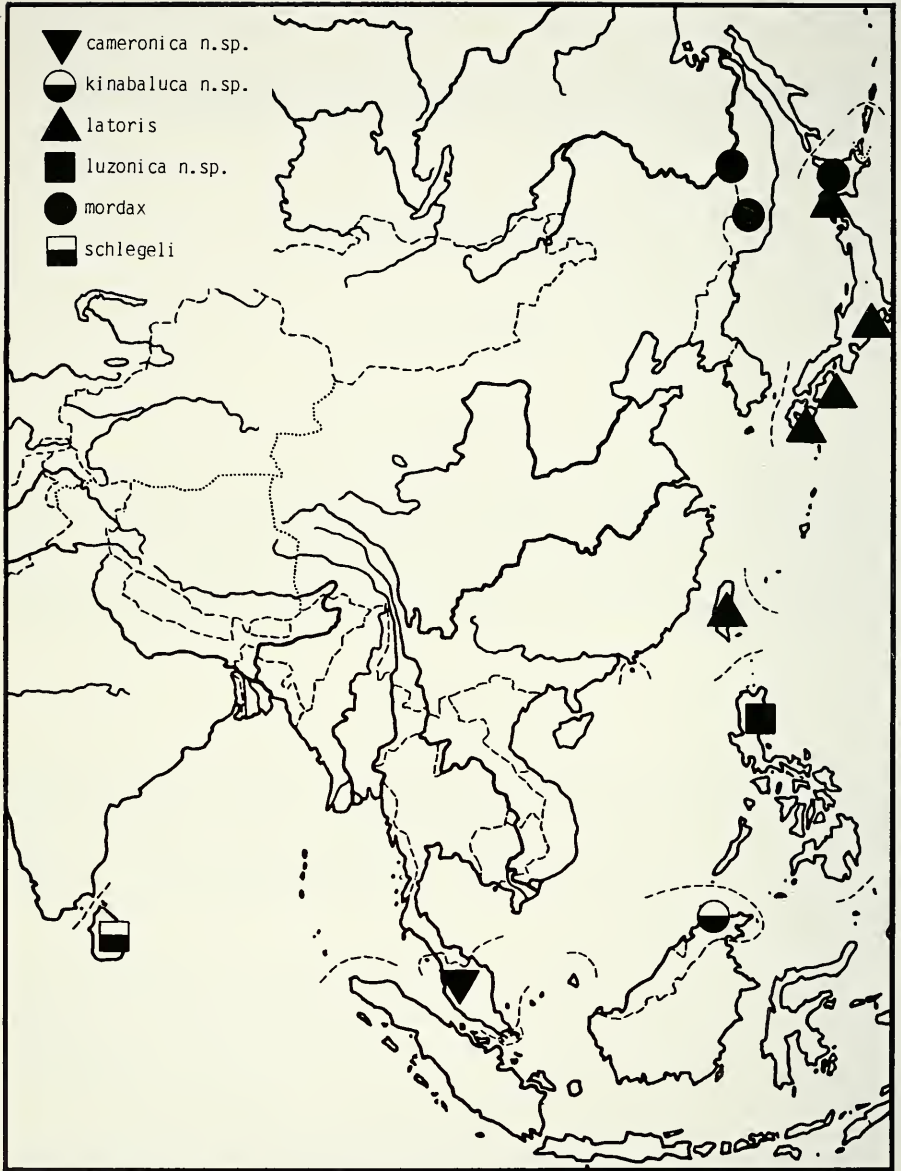 cameronica n.sp.
kinabaluca n.sp.
latoris
luzonica n.sp.
mordax
schlegeli